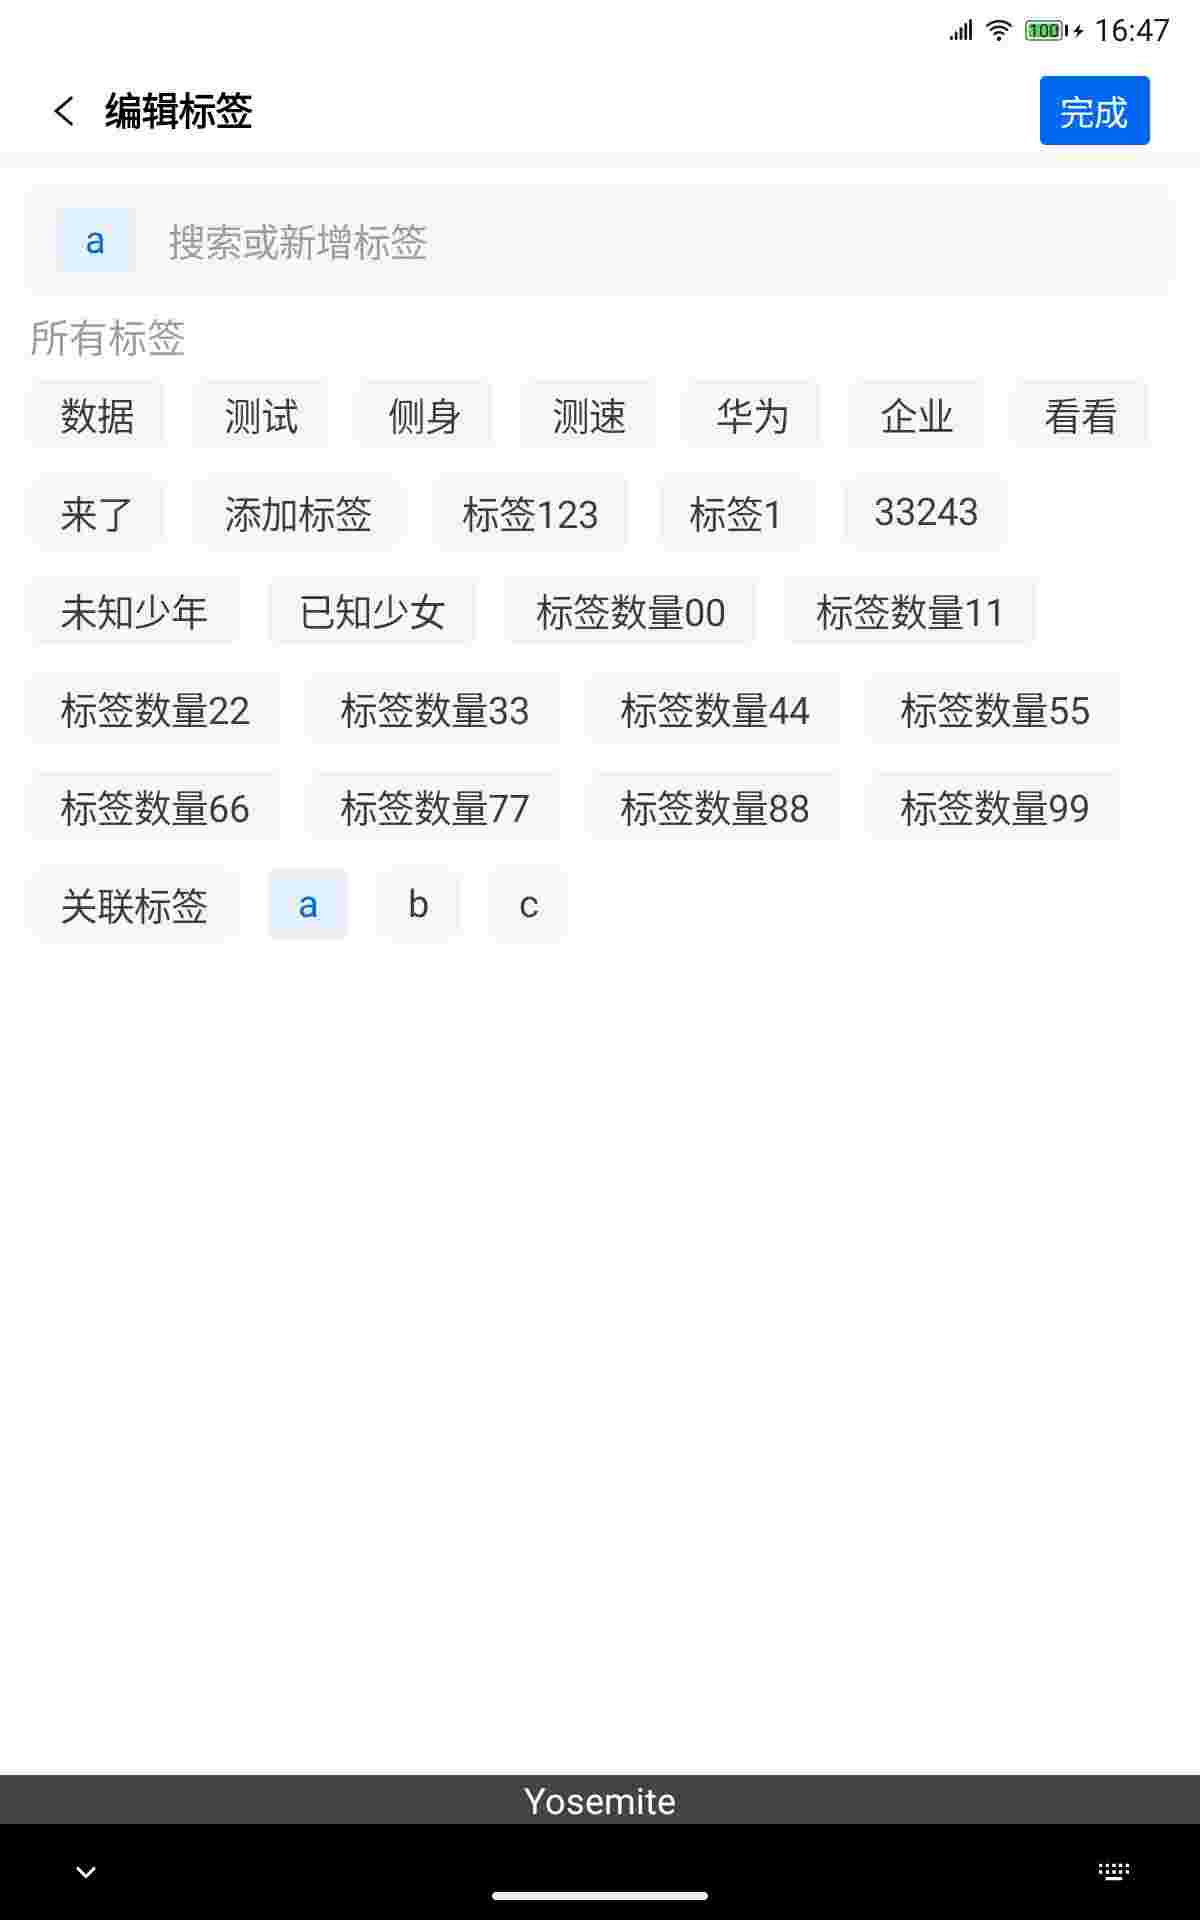 100 16:47
编辑标签 完成
a 搜索或新增标签
所有标签
数据 测试 侧身 测速 华为 企业 看看
来了 添加标签 标签123 标签1 33243
未知少年 已知少女 标签数量00 标签数量11
标签数量22 标签数量33 标签数量44 标签数量55
标签数量66 标签数量77 标签数量88 标签数量99
关联标签 a b c
Yosemite